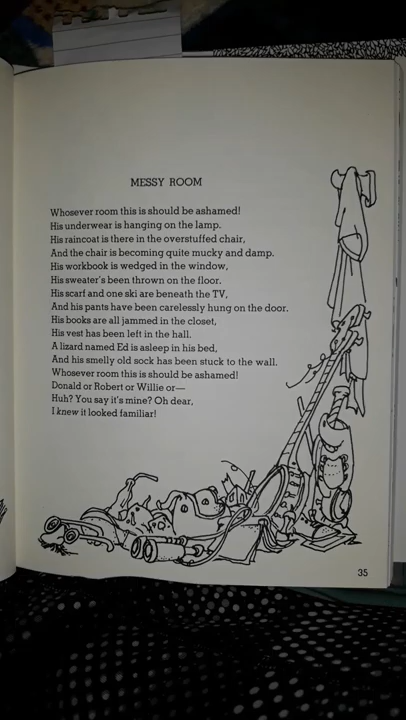 MESSY ROOM
Whosever room this is should be ashamed!
His underwear is hanging on the lamp.
His raincoat is there in the overstuffed chair,
And the chair is becoming quite mucky and damp.
His workbook is wedged in the window,
His sweater's been thrown on the floor.
His scarf and one ski are beneath the TV,
And his pants have been carelessly hung on the door.
His books are all jammed in the closet,
His vest has been left in the hall.
A lizard named Ed is asleep in his bed,
And his smelly old sock has been stuck to the wall.
Whosever room this is should be ashamed!
Donald or Robert or Willie or—
Huh? You say it's mine? Oh dear,
I knew it looked familiar!
35